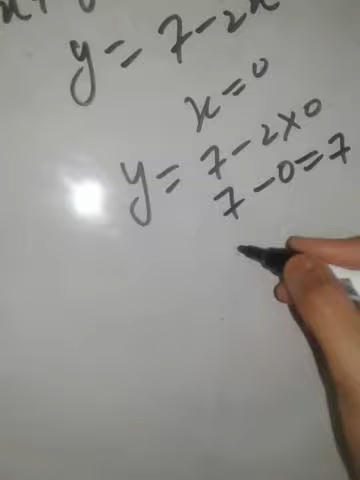 y = 7 - 2x
x = 0
y = 7 - 2x0
7 - 0 = 7